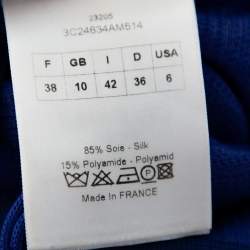 23205
3C24634AM614
F GB I D USA
38 10 42 36 6
85% Soie - Silk
15% Polyamide - Polyamid
P
Made in FRANCE